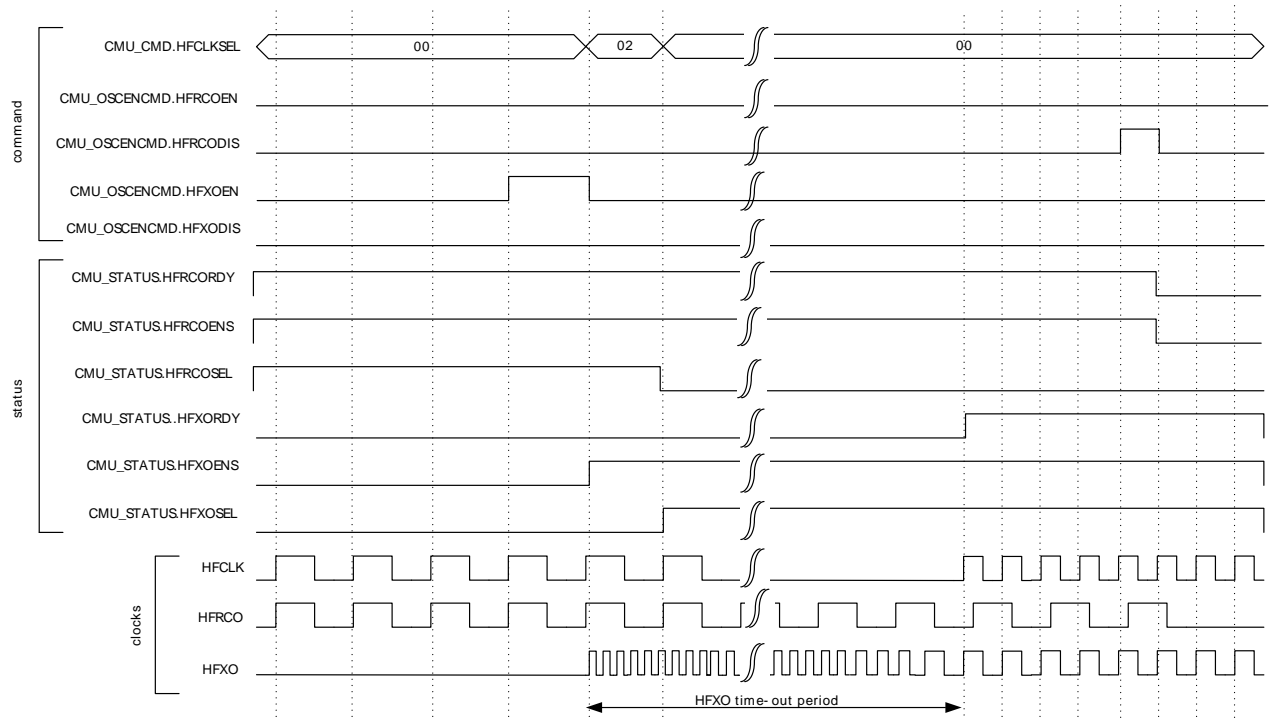 command
CMU_CMD.HFCLKSEL 00 02 00
CMU_OSCENCMD.HFRCOEN
CMU_OSCENCMD.HFRCODIS
CMU_OSCENCMD.HFXOEN
CMU_OSCENCMD.HFXODIS
status
CMU_STATUS.HFRCORDY
CMU_STATUS.HFRCOENS
CMU_STATUS.HFRCOSEL
CMU_STATUS..HFXORDY
CMU_STATUS.HFXOENS
CMU_STATUS.HFXOSEL
clocks
HFCLK
HFRCO
HFXO
HFXO time-out period